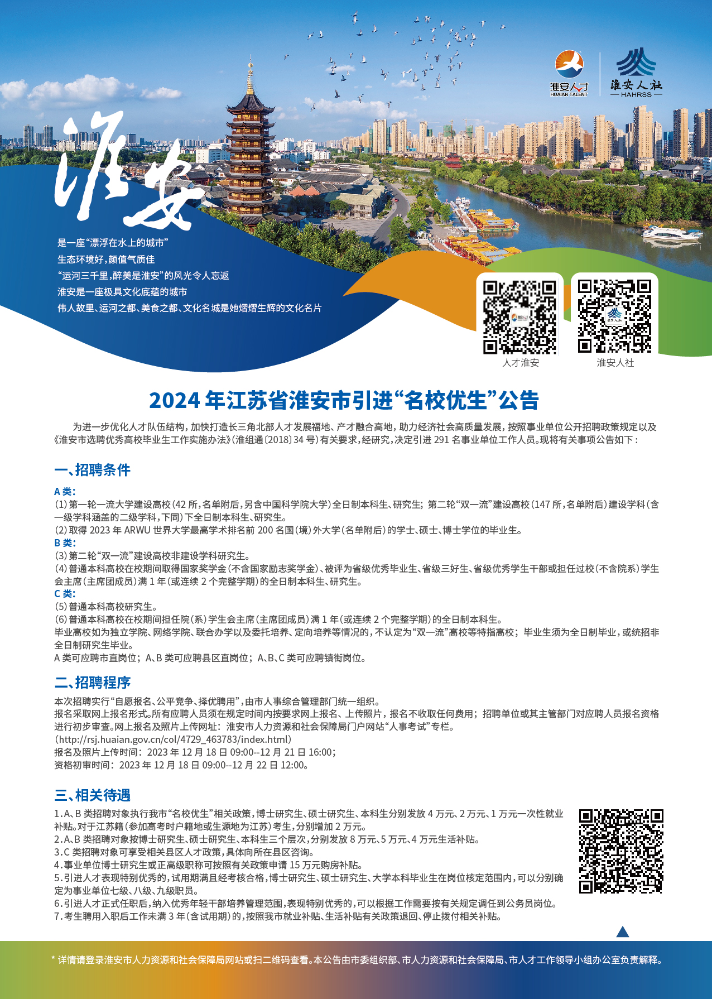 淮安人才
HUAIAN TALENT
淮安人社
HAHRSS
淮安
是一座“漂浮在水上的城市”
生态环境好，颜值气质佳
“运河三千里，醉美是淮安”的风光令人忘返
淮安是一座极具文化底蕴的城市
伟人故里、运河之都、美食之都、文化名城是她熠熠生辉的文化名片
人才淮安
淮安人社
2024 年江苏省淮安市引进“名校优生”公告
为进一步优化人才队伍结构，加快打造长三角北部人才发展福地、产才融合高地，助力经济社会高质量发展，按照事业单位公开招聘政策规定以及
《淮安市选聘优秀高校毕业生工作实施办法》（淮组通〔2018〕34 号）有关要求，经研究，决定引进 291 名事业单位工作人员。现将有关事项公告如下：
一、招聘条件
A 类：
（1）第一轮一流大学建设高校（42 所，名单附后，另含中国科学院大学）全日制本科生、研究生；第二轮“双一流”建设高校（147 所，名单附后）建设学科（含
一级学科涵盖的二级学科，下同）下全日制本科生、研究生。
（2）取得 2023 年 ARWU 世界大学最高学术排名前 200 名国（境）外大学（名单附后）的学士、硕士、博士学位的毕业生。
B 类：
（3）第二轮“双一流”建设高校非建设学科研究生。
（4）普通本科高校在校期间取得国家奖学金（不含国家励志奖学金）、被评为省级优秀毕业生、省级三好生、省级优秀学生干部或担任过校（不含院系）学生
会主席（主席团成员）满 1 年（或连续 2 个完整学期）的全日制本科生、研究生。
C 类：
（5）普通本科高校研究生。
（6）普通本科高校在校期间担任院（系）学生会主席（主席团成员）满 1 年（或连续 2 个完整学期）的全日制本科生。
毕业高校如为独立学院、网络学院、联合办学以及委托培养、定向培养等情况的，不认定为“双一流”高校等特指高校；毕业生须为全日制毕业，或统招非
全日制研究生毕业。
A 类可应聘市直岗位；A、B 类可应聘县区直岗位；A、B、C 类可应聘镇街岗位。
二、招聘程序
本次招聘实行“自愿报名、公平竞争、择优聘用”，由市人事综合管理部门统一组织。
报名采取网上报名形式。所有应聘人员须在规定时间内按要求网上报名、上传照片，报名不收取任何费用；招聘单位或其主管部门对应聘人员报名资格
进行初步审查。网上报名及照片上传网址：淮安市人力资源和社会保障局门户网站“人事考试”专栏。
（http://rsj.huaian.gov.cn/col/4729_463783/index.html）
报名及照片上传时间：2023 年 12 月 18 日 09:00--12 月 21 日 16:00；
资格初审时间：2023 年 12 月 18 日 09:00--12 月 22 日 12:00。
三、相关待遇
1.A、B 类招聘对象执行我市“名校优生”相关政策，博士研究生、硕士研究生、本科生分别发放 4 万元、2 万元、1 万元一次性就业
补贴。对于江苏籍（参加高考时户籍地或生源地为江苏）考生，分别增加 2 万元。
2.A、B 类招聘对象按博士研究生、硕士研究生、本科生三个层次，分别发放 8 万元、5 万元、4 万元生活补贴。
3.C 类招聘对象可享受相关县区人才政策，具体向所在县区咨询。
4.事业单位博士研究生或正高级职称可按照有关政策申请 15 万元购房补贴。
5.引进人才表现特别优秀的，试用期满且经考核合格，博士研究生、硕士研究生、大学本科毕业生在岗位核定范围内，可以分别确
定为事业单位七级、八级、九级职员。
6.引进人才正式任职后，纳入优秀年轻干部培养管理范围，表现特别优秀的，可以根据工作需要按有关规定调任到公务员岗位。
7.考生聘用入职后工作未满 3 年（含试用期）的，按照我市就业补贴、生活补贴有关政策退回、停止拨付相关补贴。
* 详情请登录淮安市人力资源和社会保障局网站或扫二维码查看。本公告由市委组织部、市人力资源和社会保障局、市人才工作领导小组办公室负责解释。